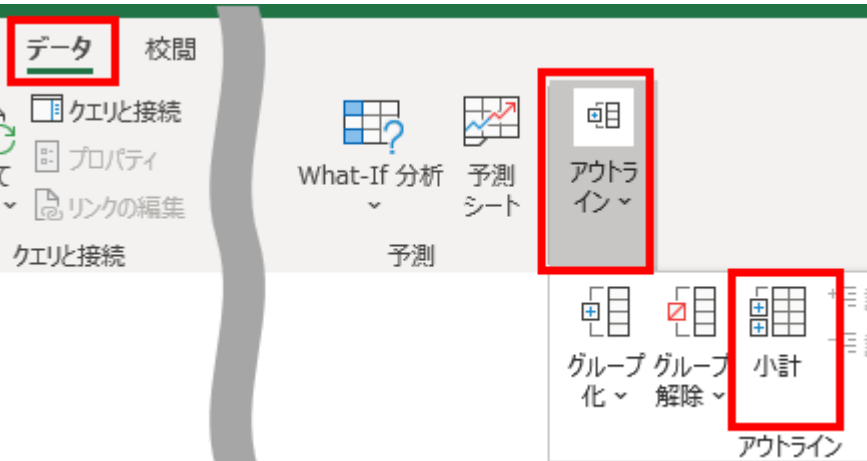 データ 校閲
クエリと接続
プロパティ
リンクの編集
クエリと接続
What-If 分析
予測
シート
予測
アウトラ
イン
グループ
化
グループ
解除
小計
アウトライン